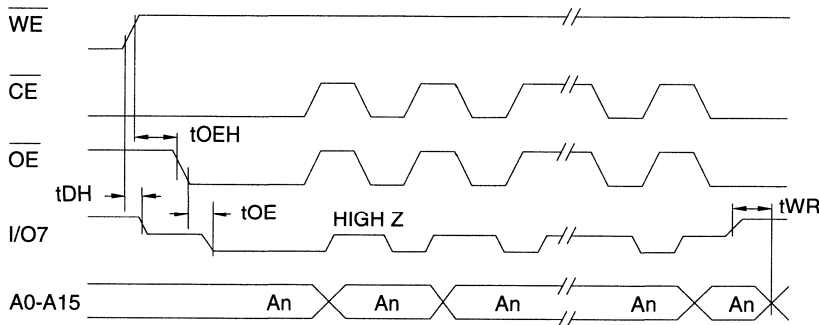 WE
CE
tOEH
OE
tDH
tOE
HIGH Z
tWR
I/O7
A0-A15 An An An An An